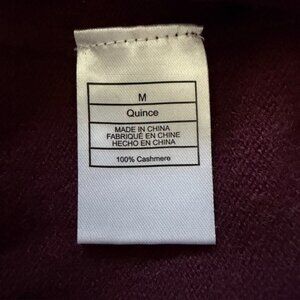 M
Quince
MADE IN CHINA
FABRIQUÉ EN CHINE
HECHO EN CHINA
100% Cashmere